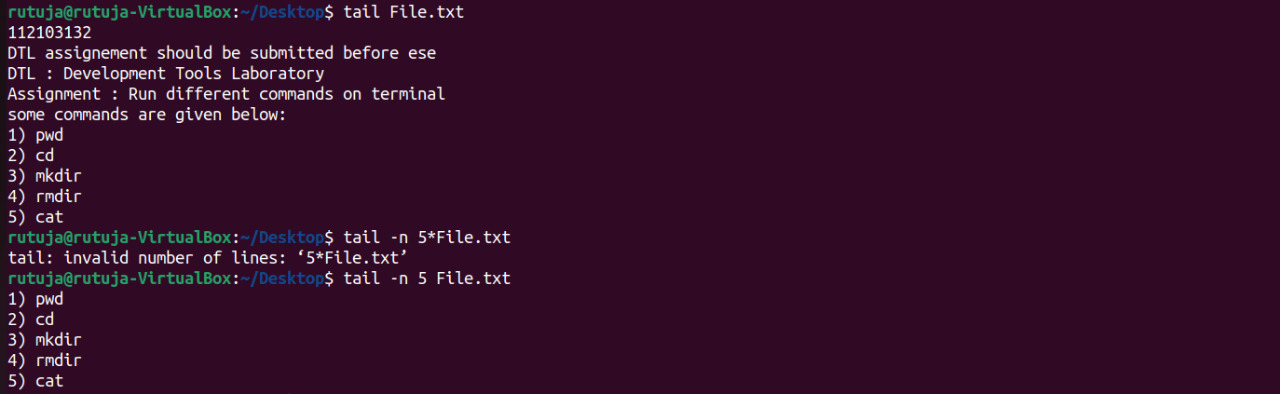 rutuja@rutuja-VirtualBox:~/Desktop$ tail File.txt
112103132
DTL assignement should be submitted before ese
DTL : Development Tools Laboratory
Assignment : Run different commands on terminal
some commands are given below:
1) pwd
2) cd
3) mkdir
4) rmdir
5) cat
rutuja@rutuja-VirtualBox:~/Desktop$ tail -n 5*File.txt
tail: invalid number of lines: ‘5*File.txt’
rutuja@rutuja-VirtualBox:~/Desktop$ tail -n 5 File.txt
1) pwd
2) cd
3) mkdir
4) rmdir
5) cat